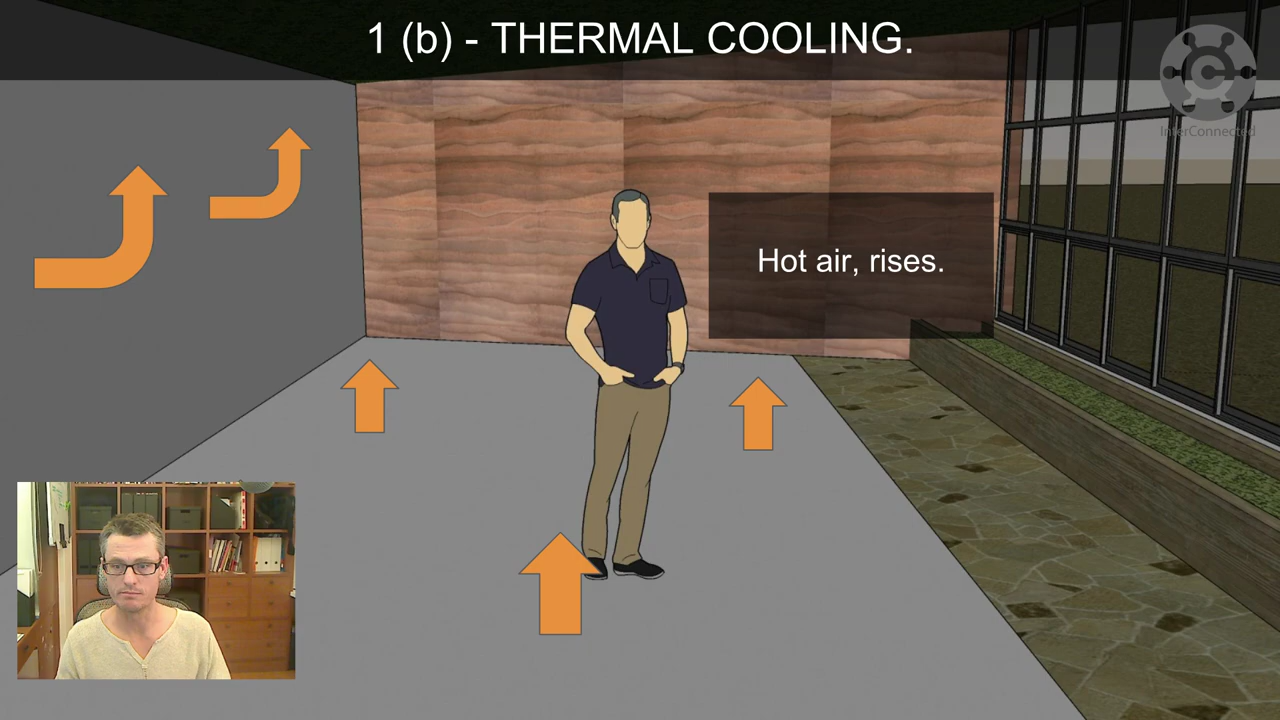 1 (b) - THERMAL COOLING.
InterConnected
Hot air, rises.